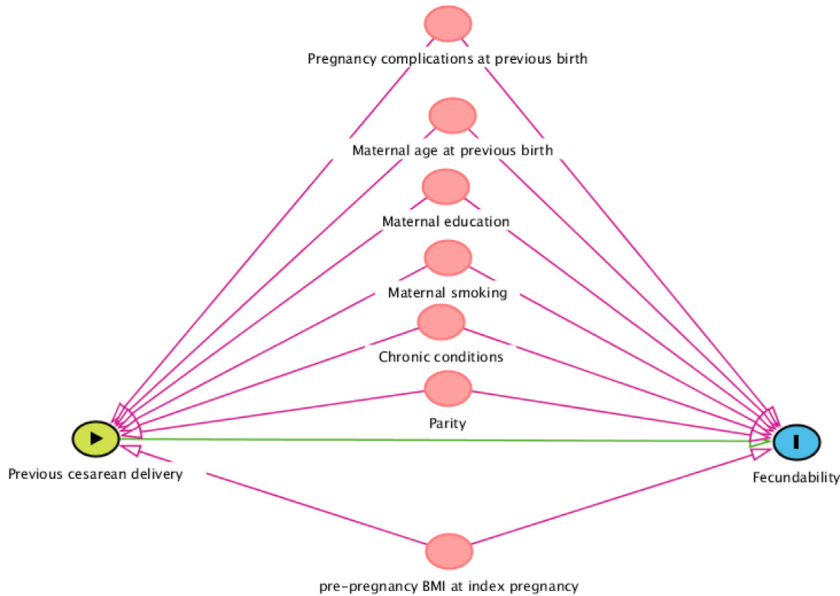 Pregnancy complications at previous birth
Maternal age at previous birth
Maternal education
Maternal smoking
Chronic conditions
Parity
Previous cesarean delivery
Fecundability
pre-pregnancy BMI at index pregnancy